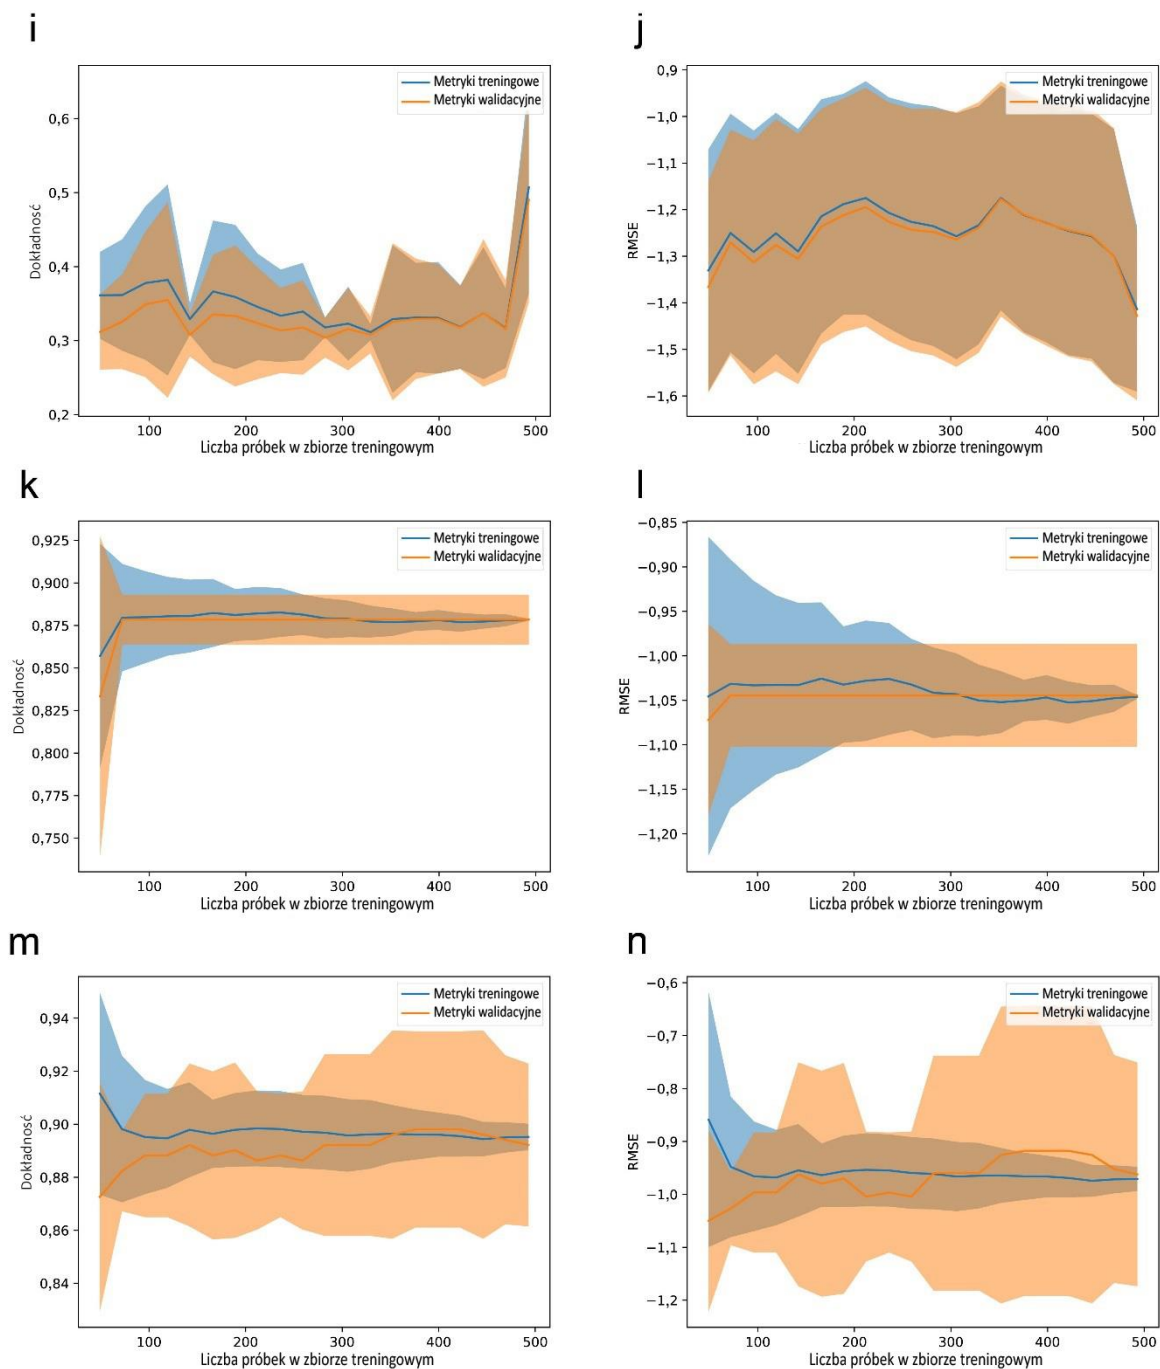 i
Metryki treningowe
Metryki walidacyjne
0,6
0,5
0,4
0,3
0,2
Dokładność
100 200 300 400 500
Liczba próbek w zbiorze treningowym
j
Metryki treningowe
Metryki walidacyjne
0,9
−1,0
−1,1
−1,2
−1,3
−1,4
−1,5
−1,6
RMSE
100 200 300 400 500
Liczba próbek w zbiorze treningowym
k
Metryki treningowe
Metryki walidacyjne
0,925
0,900
0,875
0,850
0,825
0,800
0,775
0,750
Dokładność
100 200 300 400 500
Liczba próbek w zbiorze treningowym
l
Metryki treningowe
Metryki walidacyjne
−0,85
−0,90
−0,95
−1,00
−1,05
−1,10
−1,15
−1,20
RMSE
100 200 300 400 500
Liczba próbek w zbiorze treningowym
m
Metryki treningowe
Metryki walidacyjne
0,94
0,92
0,90
0,88
0,86
0,84
Dokładność
100 200 300 400 500
Liczba próbek w zbiorze treningowym
n
Metryki treningowe
Metryki walidacyjne
−0,6
−0,7
−0,8
−0,9
−1,0
−1,1
−1,2
RMSE
100 200 300 400 500
Liczba próbek w zbiorze treningowym